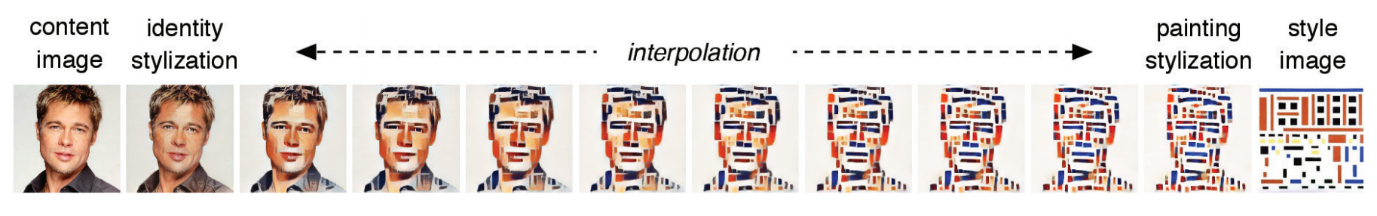 content
image
identity
stylization
interpolation
painting
stylization
style
image